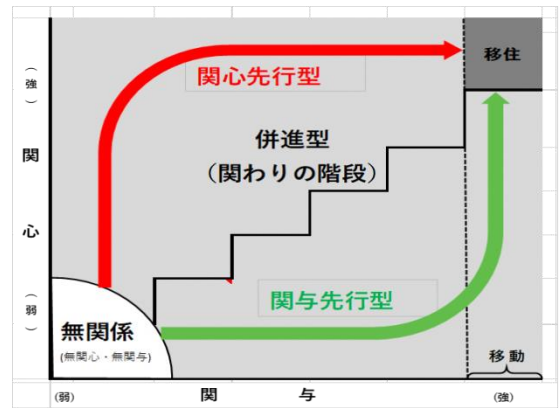 移住
関心先行型
併進型
（関わりの階段）
（強）
関
心
（弱）
関与先行型
無関係
(無関心・無関与)
移動
(弱)
関
与
(強)